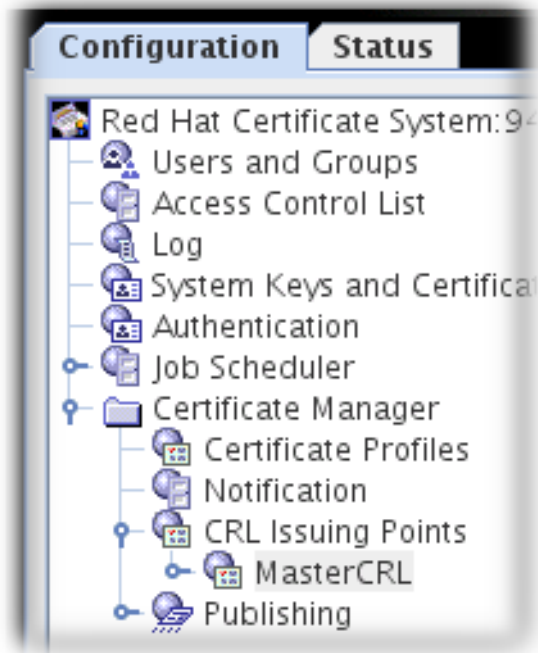 Configuration Status
Red Hat Certificate System:94
Users and Groups
Access Control List
Log
System Keys and Certificat
Authentication
Job Scheduler
Certificate Manager
Certificate Profiles
Notification
CRL Issuing Points
MasterCRL
Publishing